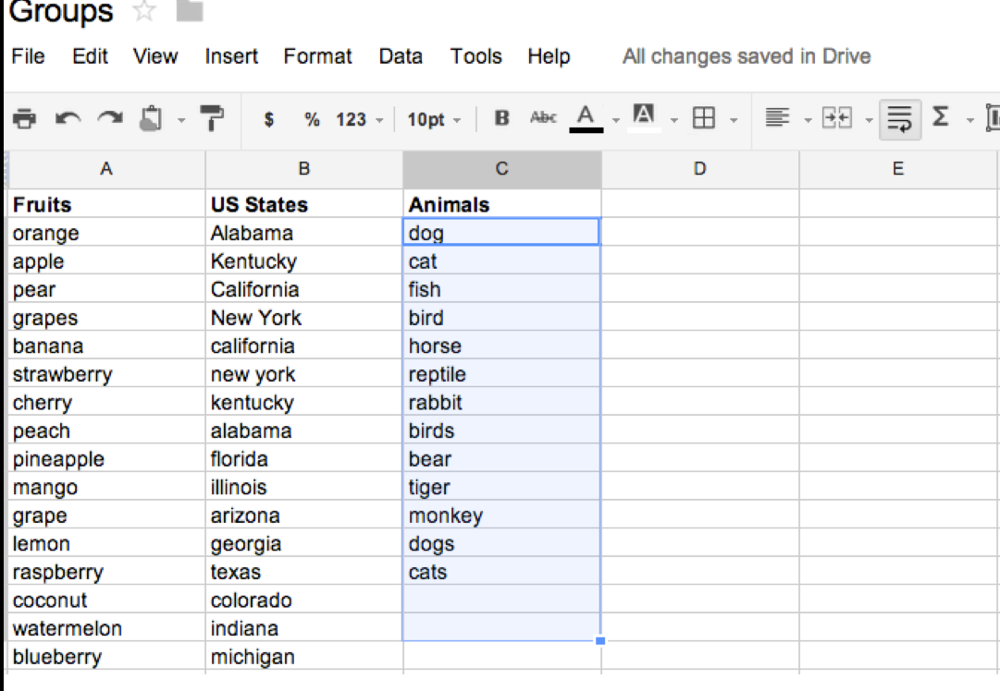 Groups
File Edit View Insert Format Data Tools Help All changes saved in Drive
$ % 123 10pt B Abc A A Σ
A B C D E
Fruits US States Animals
orange Alabama dog
apple Kentucky cat
pear California fish
grapes New York bird
banana california horse
strawberry new york reptile
cherry kentucky rabbit
peach alabama birds
pineapple florida bear
mango illinois tiger
grape arizona monkey
lemon georgia dogs
raspberry texas cats
coconut colorado
watermelon indiana
blueberry michigan